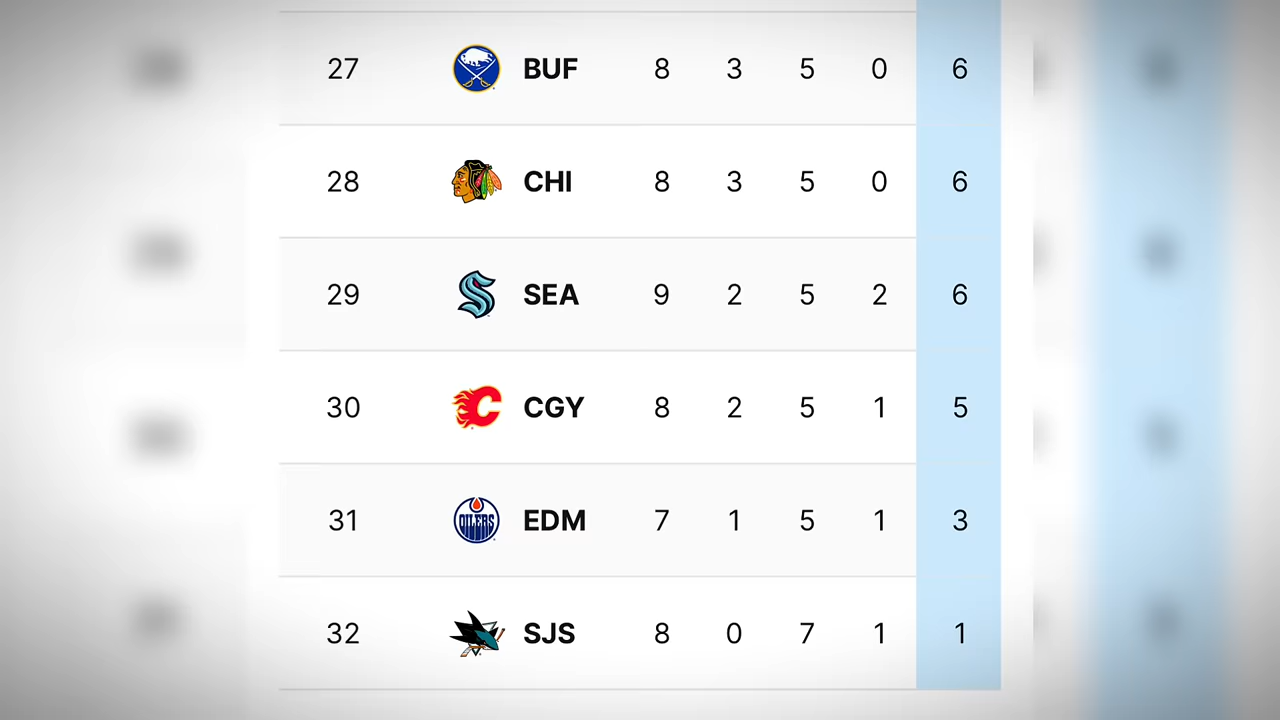 27 BUF 8 3 5 0 6
28 CHI 8 3 5 0 6
29 SEA 9 2 5 2 6
30 CGY 8 2 5 1 5
31 OILERS EDM 7 1 5 1 3
32 SJS 8 0 7 1 1